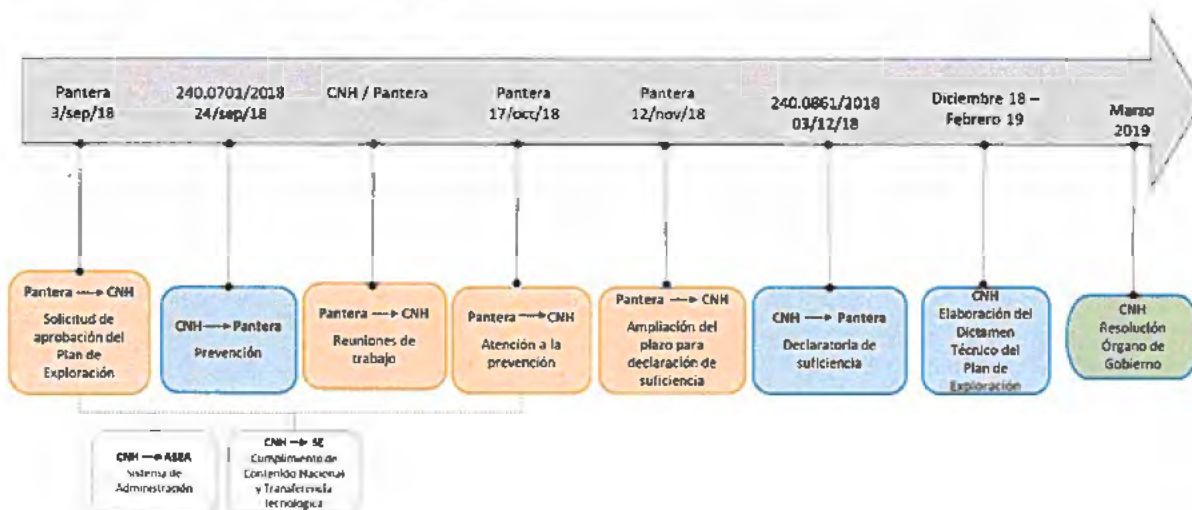 Pantera
3/sep/18
240.0701/2018
24/sep/18
CNH / Pantera
Pantera
17/oct/18
Pantera
12/nov/18
240.0861/2018
03/12/18
Diciembre 18 –
Febrero 19
Marzo
2019
Pantera → CNH
Solicitud de
aprobación del
Plan de
Exploración
CNH → Pantera
Prevención
Pantera → CNH
Reuniones de
trabajo
Pantera → CNH
Atención a la
prevención
Pantera → CNH
Ampliación del
plazo para
declaración de
suficiencia
CNH → Pantera
Declaratoria de
suficiencia
CNH
Elaboración del
Dictamen
Técnico del
Plan de
Exploración
CNH
Resolución
Órgano de
Gobierno
CNH → ASEA
Sistema de
Administración
CNH → SE
Cumplimiento de
Contenido Nacional
y Transferencia
Tecnológica